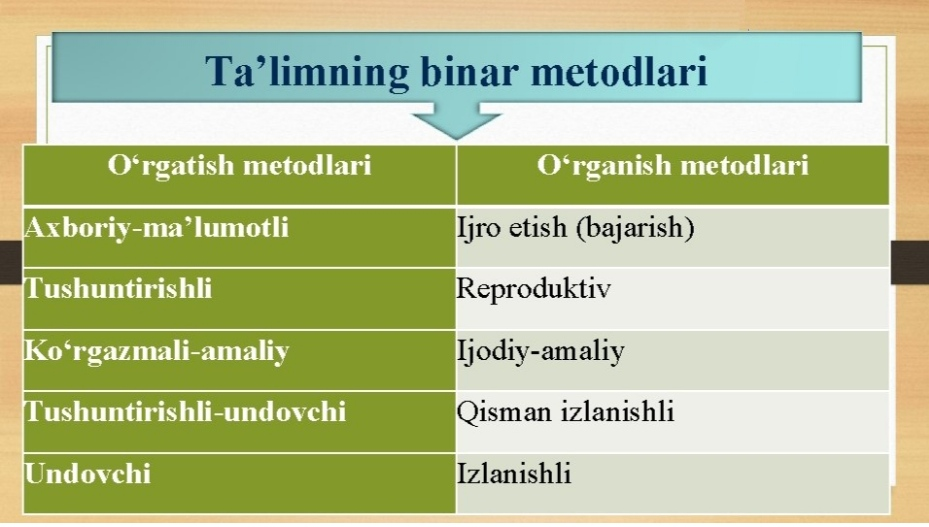 Ta’limning binar metodlari
O‘rgatish metodlari O‘rganish metodlari
Axboriy-ma’lumotli Ijro etish (bajarish)
Tushuntirishli Reproduktiv
Ko‘rgazmali-amaliy Ijodiy-amaliy
Tushuntirishli-undovchi Qisman izlanishli
Undovchi Izlanishli